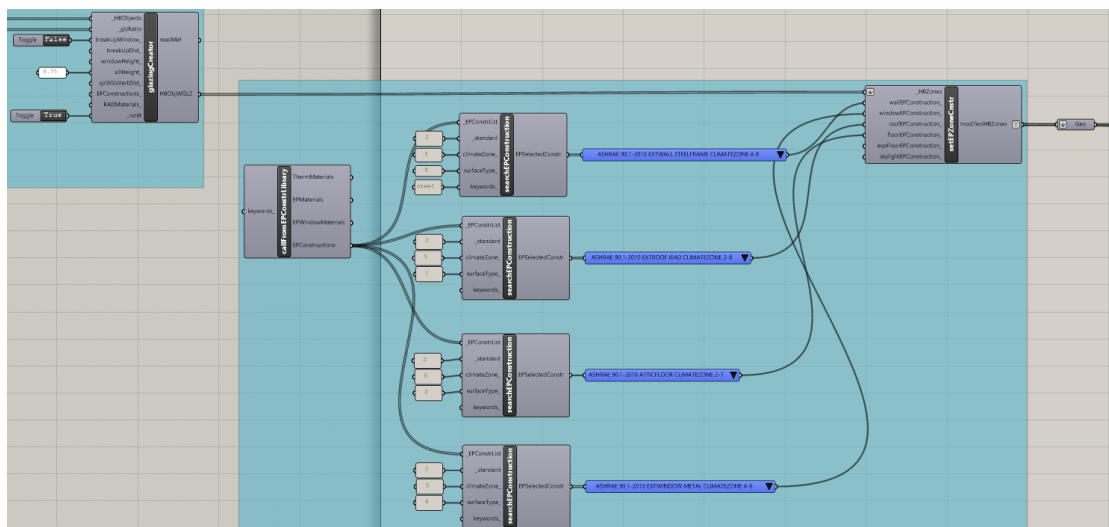 _HBObjects
_glzRatio
breakUpWindow_
breakUpDist_
windowHeight_
sillHeight_
splitGlzVertDist_
EPConstructions_
RADMaterials_
_runIt
glazingCreator
readMe!
HBObjWGLZ
Toggle False
0.75
Toggle True
keywords_
callFromEPConstrLibrary
ThermMaterials
EPMaterials
EPWindowMaterials
EPConstructions
_EPConstrList
_standard
climateZone_
surfaceType_
keywords_
searchEPConstruction
EPSelectedConstr
2
5
0
steel
ASHRAE 90.1-2010 EXTWALL STEELFRAME CLIMATEZONE 4-8
_EPConstrList
_standard
climateZone_
surfaceType_
keywords_
searchEPConstruction
EPSelectedConstr
2
5
1
ASHRAE 90.1-2010 EXTROOF IEAD CLIMATEZONE 2-8
_EPConstrList
_standard
climateZone_
surfaceType_
keywords_
searchEPConstruction
EPSelectedConstr
2
5
2
ASHRAE 90.1-2010 ATTICFLOOR CLIMATEZONE 2-7
_EPConstrList
_standard
climateZone_
surfaceType_
keywords_
searchEPConstruction
EPSelectedConstr
2
5
4
ASHRAE 90.1-2010 EXTWINDOW METAL CLIMATEZONE 4-6
_HBZones
wallEPConstruction_
windowEPConstruction_
roofEPConstruction_
floorEPConstruction_
expFloorEPConstruction_
skylightEPConstruction_
setEPZoneCnstr
modifiedHBZones
Geo